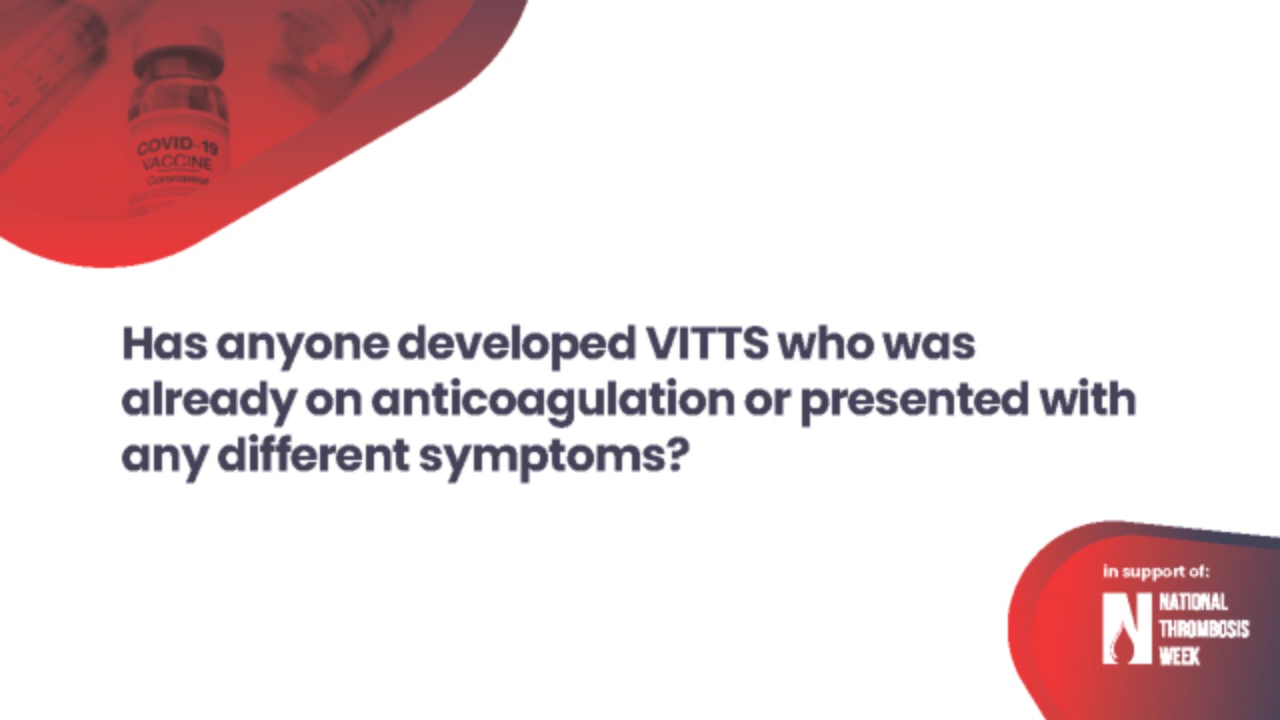 COVID-19
VACCINE
Coronavirus
Has anyone developed VITTS who was
already on anticoagulation or presented with
any different symptoms?
in support of:
NATIONAL
THROMBOSIS
WEEK